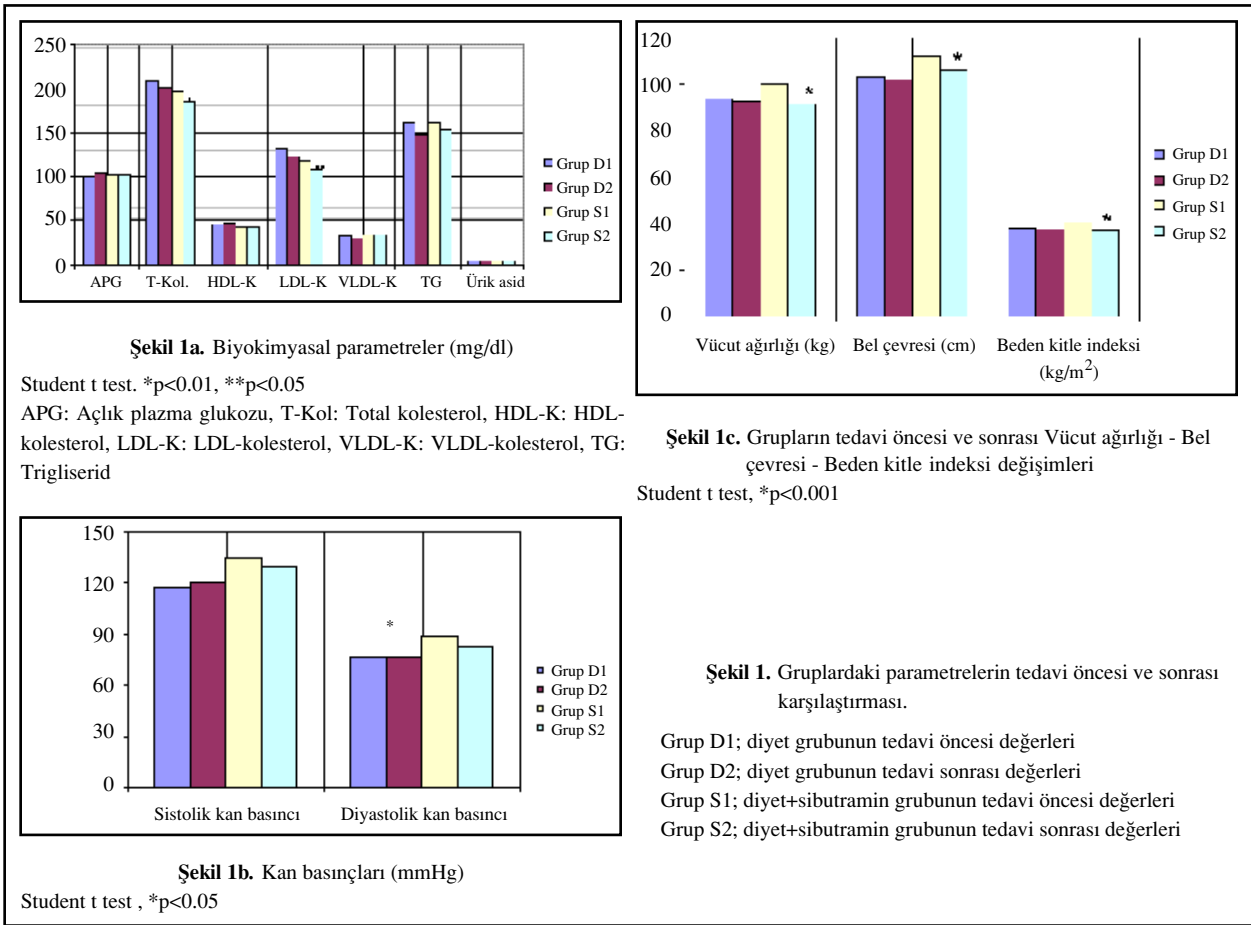 250
200
150
100
50
0
APG T-Kol. HDL-K LDL-K VLDL-K TG Ürik asid
*
**
Grup D1
Grup D2
Grup S1
Grup S2
Şekil 1a. Biyokimyasal parametreler (mg/dl)
Student t test. *p<0.01, **p<0.05
APG: Açlık plazma glukozu, T-Kol: Total kolesterol, HDL-K: HDL-
kolesterol, LDL-K: LDL-kolesterol, VLDL-K: VLDL-kolesterol, TG:
Trigliserid
150
120
90
60
30
0
*
Sistolik kan basıncı Diyastolik kan basıncı
Grup D1
Grup D2
Grup S1
Grup S2
Şekil 1b. Kan basınçları (mmHg)
Student t test , *p<0.05
120
100 -
80
60
40
20 -
0
* * *
Vücut ağırlığı (kg) Bel çevresi (cm) Beden kitle indeksi
(kg/m²)
Grup D1
Grup D2
Grup S1
Grup S2
Şekil 1c. Grupların tedavi öncesi ve sonrası Vücut ağırlığı - Bel
çevresi - Beden kitle indeksi değişimleri
Student t test, *p<0.001
Şekil 1. Gruplardaki parametrelerin tedavi öncesi ve sonrası
karşılaştırması.
Grup D1; diyet grubunun tedavi öncesi değerleri
Grup D2; diyet grubunun tedavi sonrası değerleri
Grup S1; diyet+sibutramin grubunun tedavi öncesi değerleri
Grup S2; diyet+sibutramin grubunun tedavi sonrası değerleri